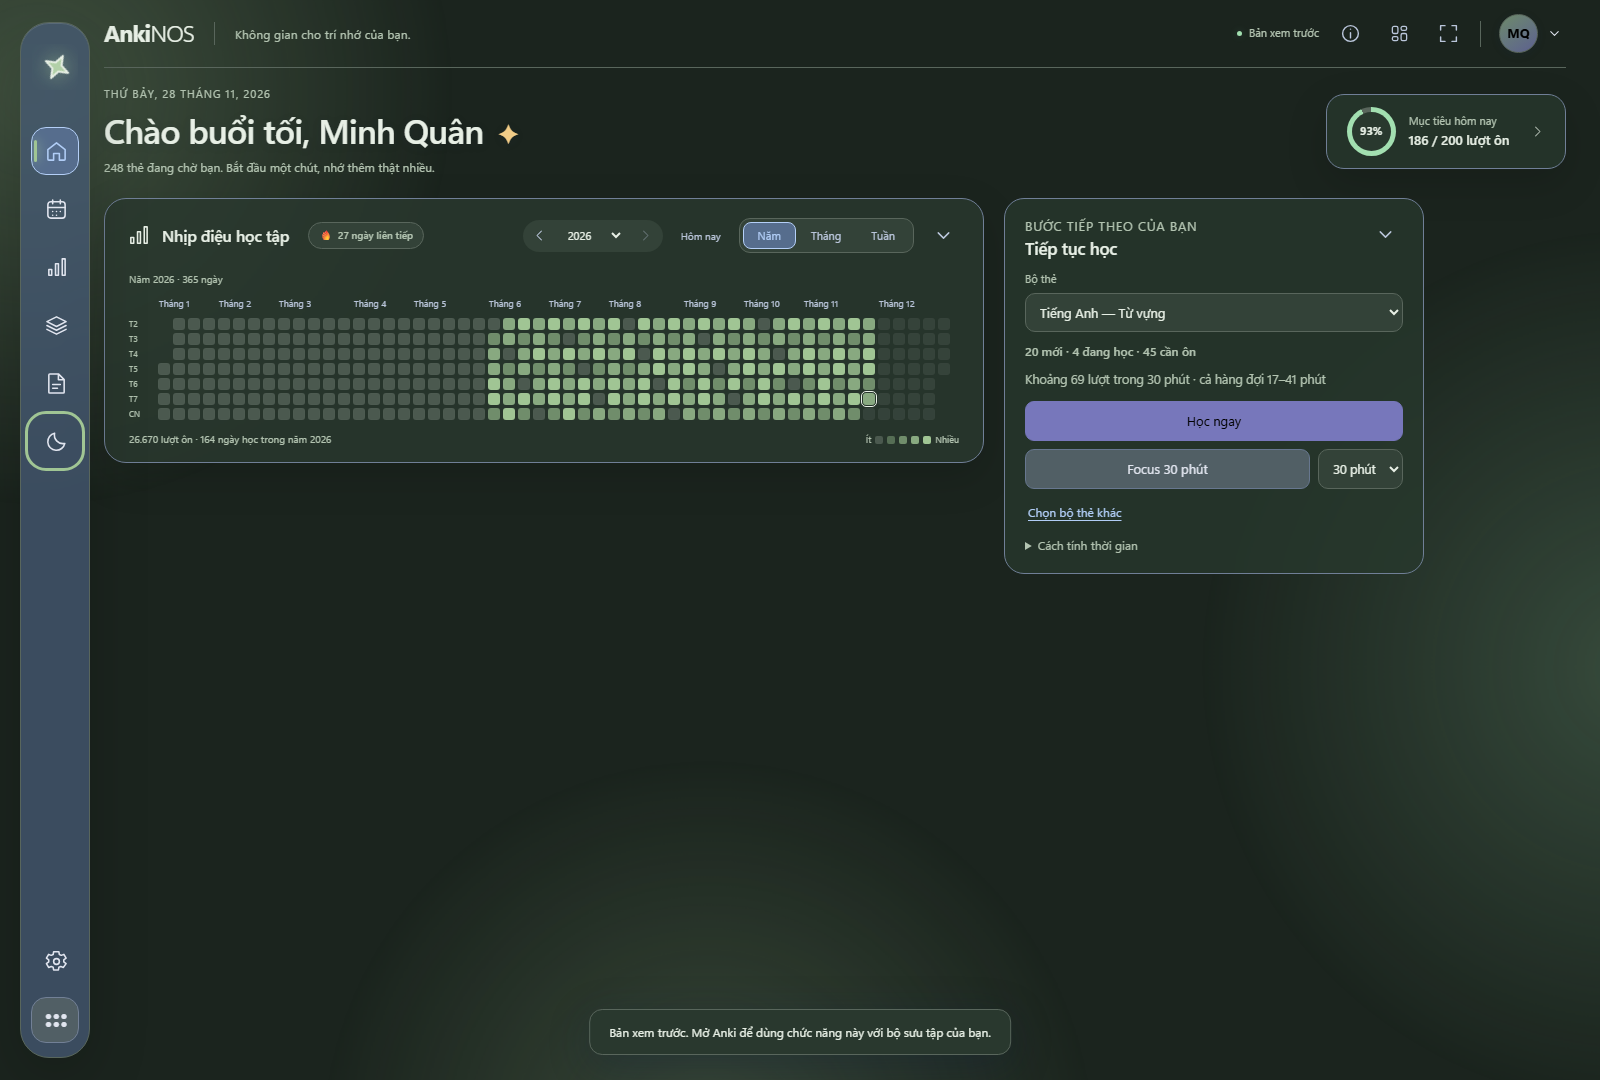 AnkiNOS
Không gian cho trí nhớ của bạn.
Bản xem trước
MQ
THỨ BẢY, 28 THÁNG 11, 2026
Chào buổi tối, Minh Quân
248 thẻ đang chờ bạn. Bắt đầu một chút, nhớ thêm thật nhiều.
93%
Mục tiêu hôm nay
186 / 200 lượt ôn
Nhịp điệu học tập
27 ngày liên tiếp
2026
Hôm nay
Năm
Tháng
Tuần
Năm 2026 · 365 ngày
Tháng 1 Tháng 2 Tháng 3 Tháng 4 Tháng 5 Tháng 6 Tháng 7 Tháng 8 Tháng 9 Tháng 10 Tháng 11 Tháng 12
T2
T3
T4
T5
T6
T7
CN
26.670 lượt ôn · 164 ngày học trong năm 2026
Ít
Nhiều
BƯỚC TIẾP THEO CỦA BẠN
Tiếp tục học
Bộ thẻ
Tiếng Anh — Từ vựng
20 mới · 4 đang học · 45 cần ôn
Khoảng 69 lượt trong 30 phút · cả hàng đợi 17–41 phút
Học ngay
Focus 30 phút
30 phút
Chọn bộ thẻ khác
Cách tính thời gian
Bản xem trước. Mở Anki để dùng chức năng này với bộ sưu tập của bạn.